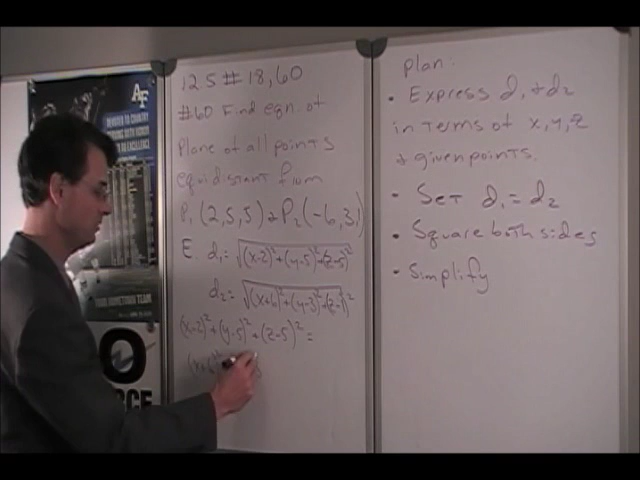 12.5 # 18, 60
#60 Find eqn. of
plane of all points
equidistant from
P₁ (2,5,5) & P₂ (-6,3,1)
E. d₁= √(x-2)²+(y-5)²+(z-5)²
d₂= √(x+6)²+(y-3)²+(z-1)²
(x-2)²+(y-5)²+(z-5)² =
(x+6)²
plan:
• Express d₁ & d₂
in terms of x, y, z
& given points.
• Set d₁ = d₂
• Square both sides
• Simplify
AF